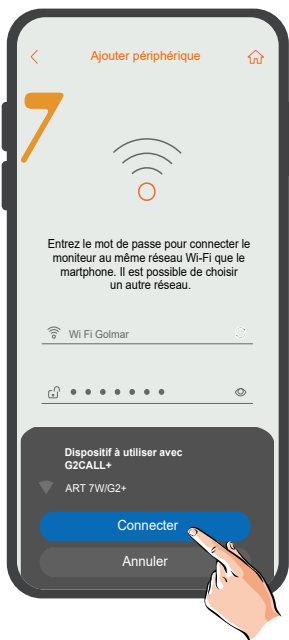 Ajouter périphérique
7
Entrez le mot de passe pour connecter le
moniteur au même réseau Wi-Fi que le
martphone. Il est possible de choisir
un autre réseau.
Wi Fi Golmar
Dispositif à utiliser avec
G2CALL+
ART 7W/G2+
Connecter
Annuler